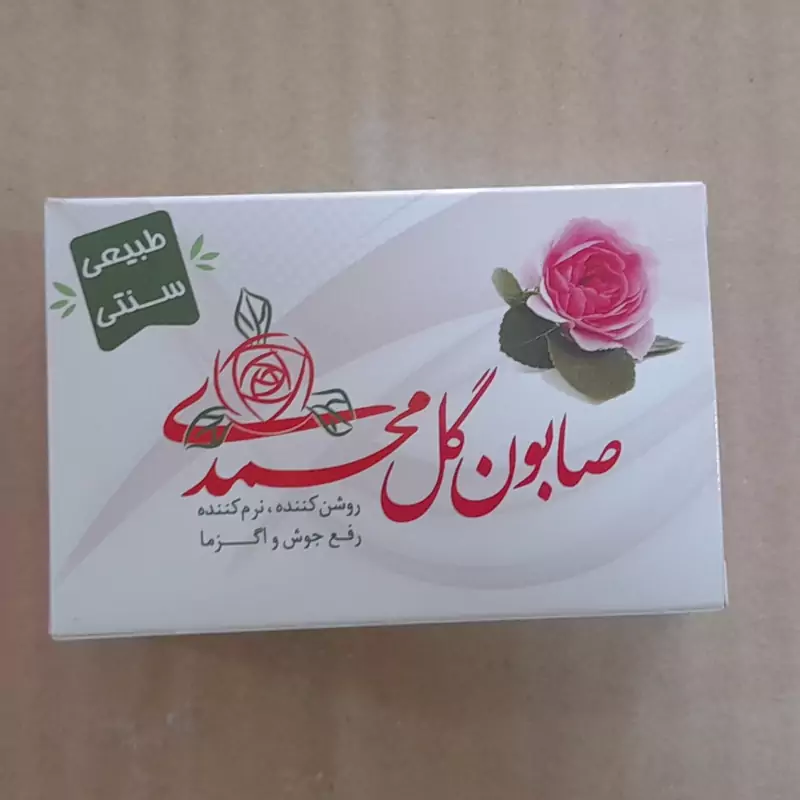 طبیعی
سنتی
صابون گل محمدی
روشن کننده، نرم کننده
رفع جوش و اگزما